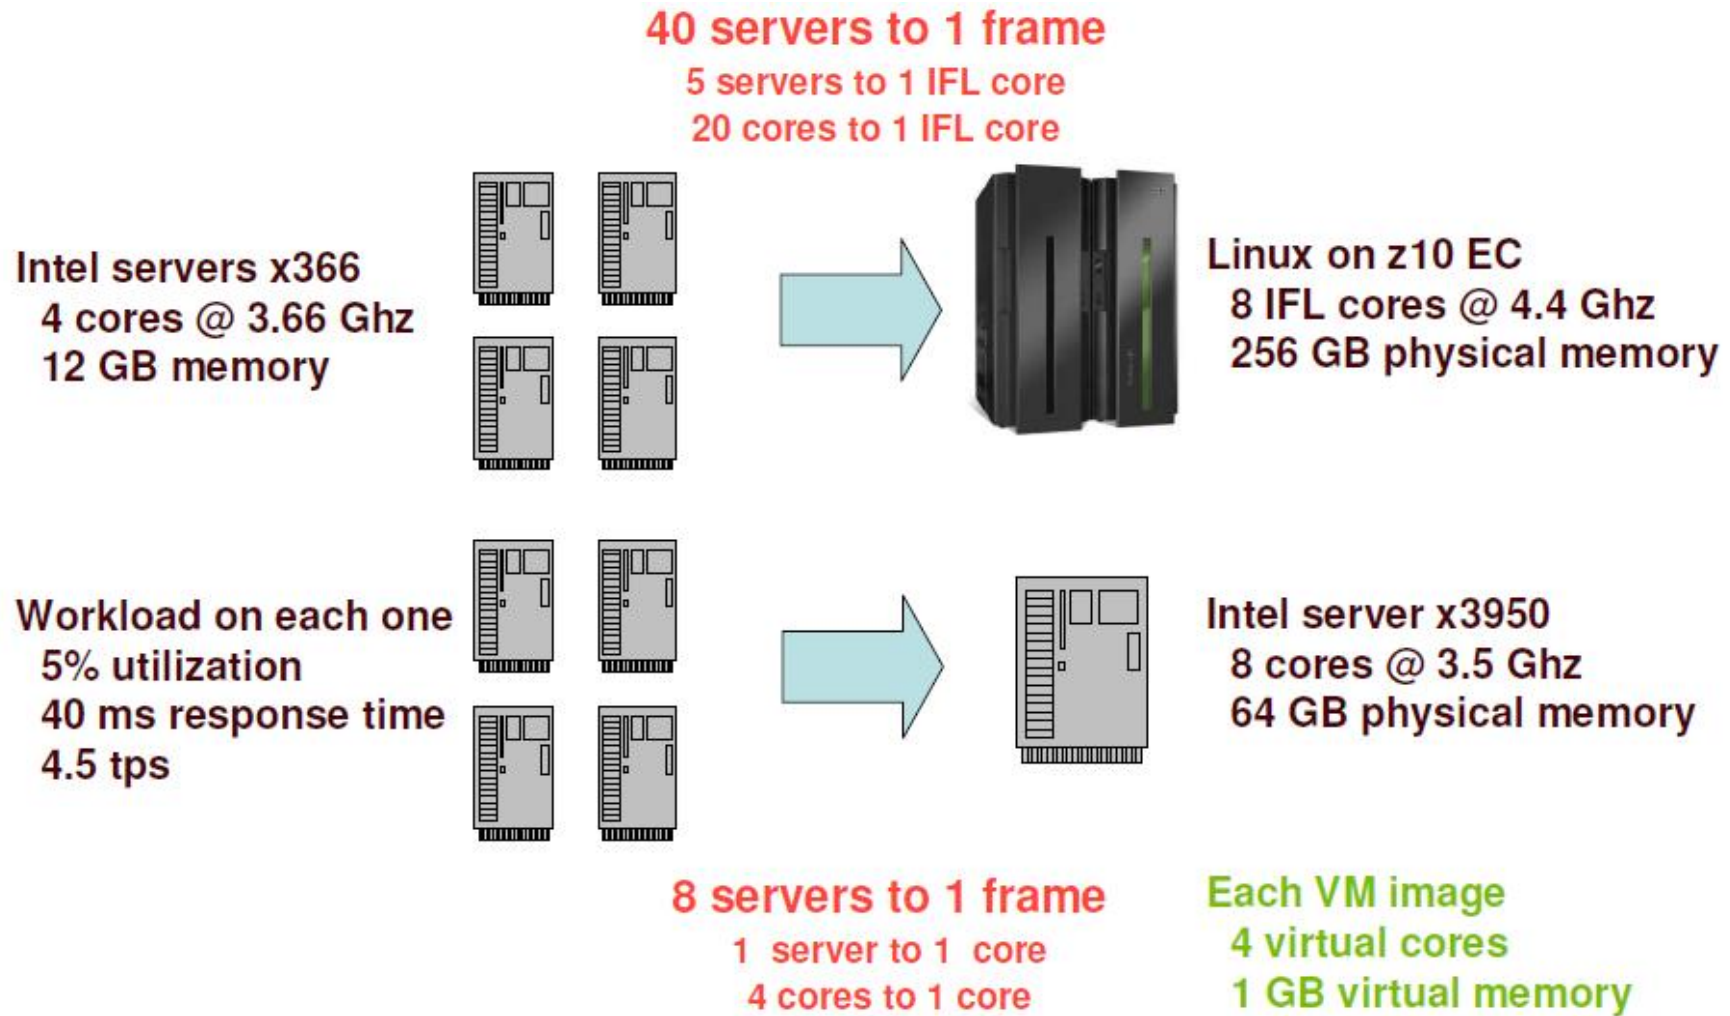 40 servers to 1 frame
5 servers to 1 IFL core
20 cores to 1 IFL core
Intel servers x366
4 cores @ 3.66 Ghz
12 GB memory
Linux on z10 EC
8 IFL cores @ 4.4 Ghz
256 GB physical memory
Workload on each one
5% utilization
40 ms response time
4.5 tps
Intel server x3950
8 cores @ 3.5 Ghz
64 GB physical memory
8 servers to 1 frame
1 server to 1 core
4 cores to 1 core
Each VM image
4 virtual cores
1 GB virtual memory